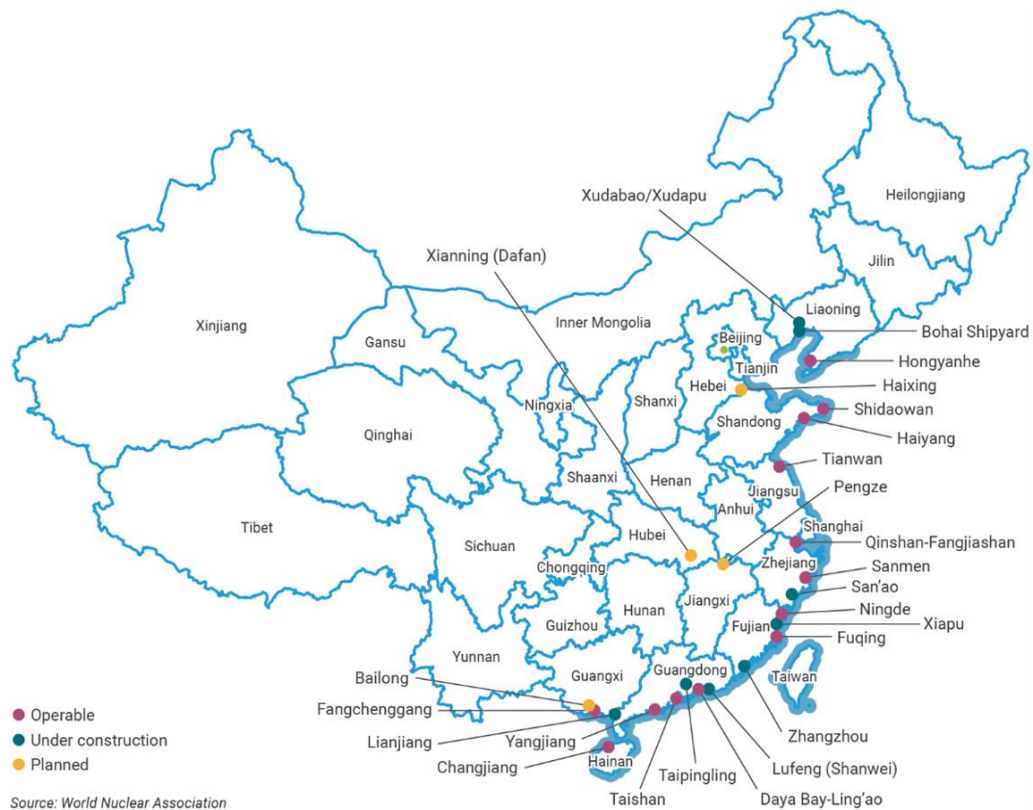 Heilongjiang
Xudabao/Xudapu
Jilin
Xianning (Dafan)
Liaoning
Xinjiang
Inner Mongolia
Bohai Shipyard
Gansu
Beijing
Tianjin
Hongyanhe
Hebei
Haixing
Ningxia
Shanxi
Shidaowan
Shandong
Qinghai
Haiyang
Tianwan
Shaanxi
Henan
Jiangsu
Pengze
Anhui
Tibet
Shanghai
Hubei
Sichuan
Qinshan-Fangjiashan
Chongqing
Zhejiang
Sanmen
San'ao
Jiangxi
Hunan
Ningde
Guizhou
Fujian
Xiapu
Fuqing
Yunnan
Guangxi
Guangdong
Taiwan
Bailong
Fangchenggang
Operable
Under construction
Planned
Lianjiang
Yangjiang
Zhangzhou
Changjiang
Hainan
Taipingling
Lufeng (Shanwei)
Taishan
Daya Bay-Ling'ao
Source: World Nuclear Association